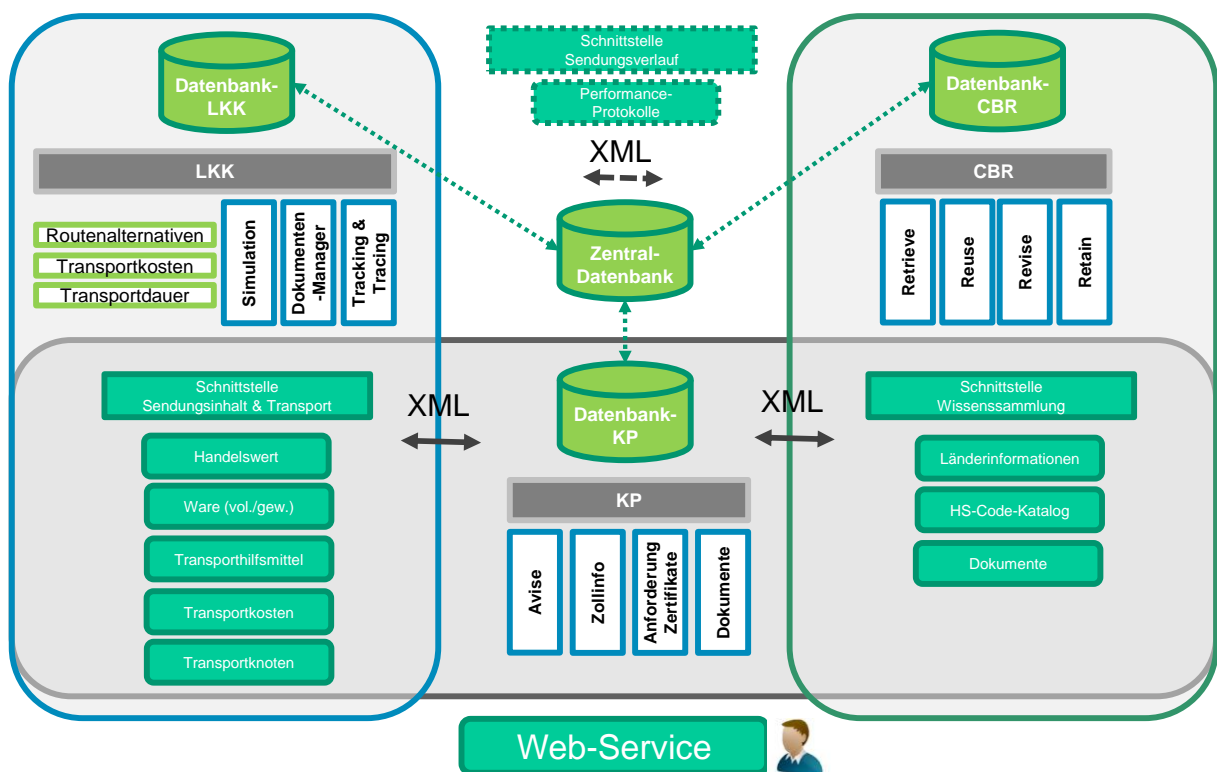 Datenbank-
LKK
LKK
Routenalternativen
Transportkosten
Transportdauer
Simulation
Dokumenten
-Manager
Tracking &
Tracing
Schnittstelle
Sendungsverlauf
Performance-
Protokolle
XML
Zentral-
Datenbank
Datenbank-
CBR
CBR
Retrieve
Reuse
Revise
Retain
Schnittstelle
Sendungsinhalt & Transport
Handelswert
Ware (vol./gew.)
Transporthilfsmittel
Transportkosten
Transportknoten
XML
Datenbank-
KP
KP
Avise
Zollinfo
Anforderung
Zertifikate
Dokumente
XML
Schnittstelle
Wissenssammlung
Länderinformationen
HS-Code-Katalog
Dokumente
Web-Service